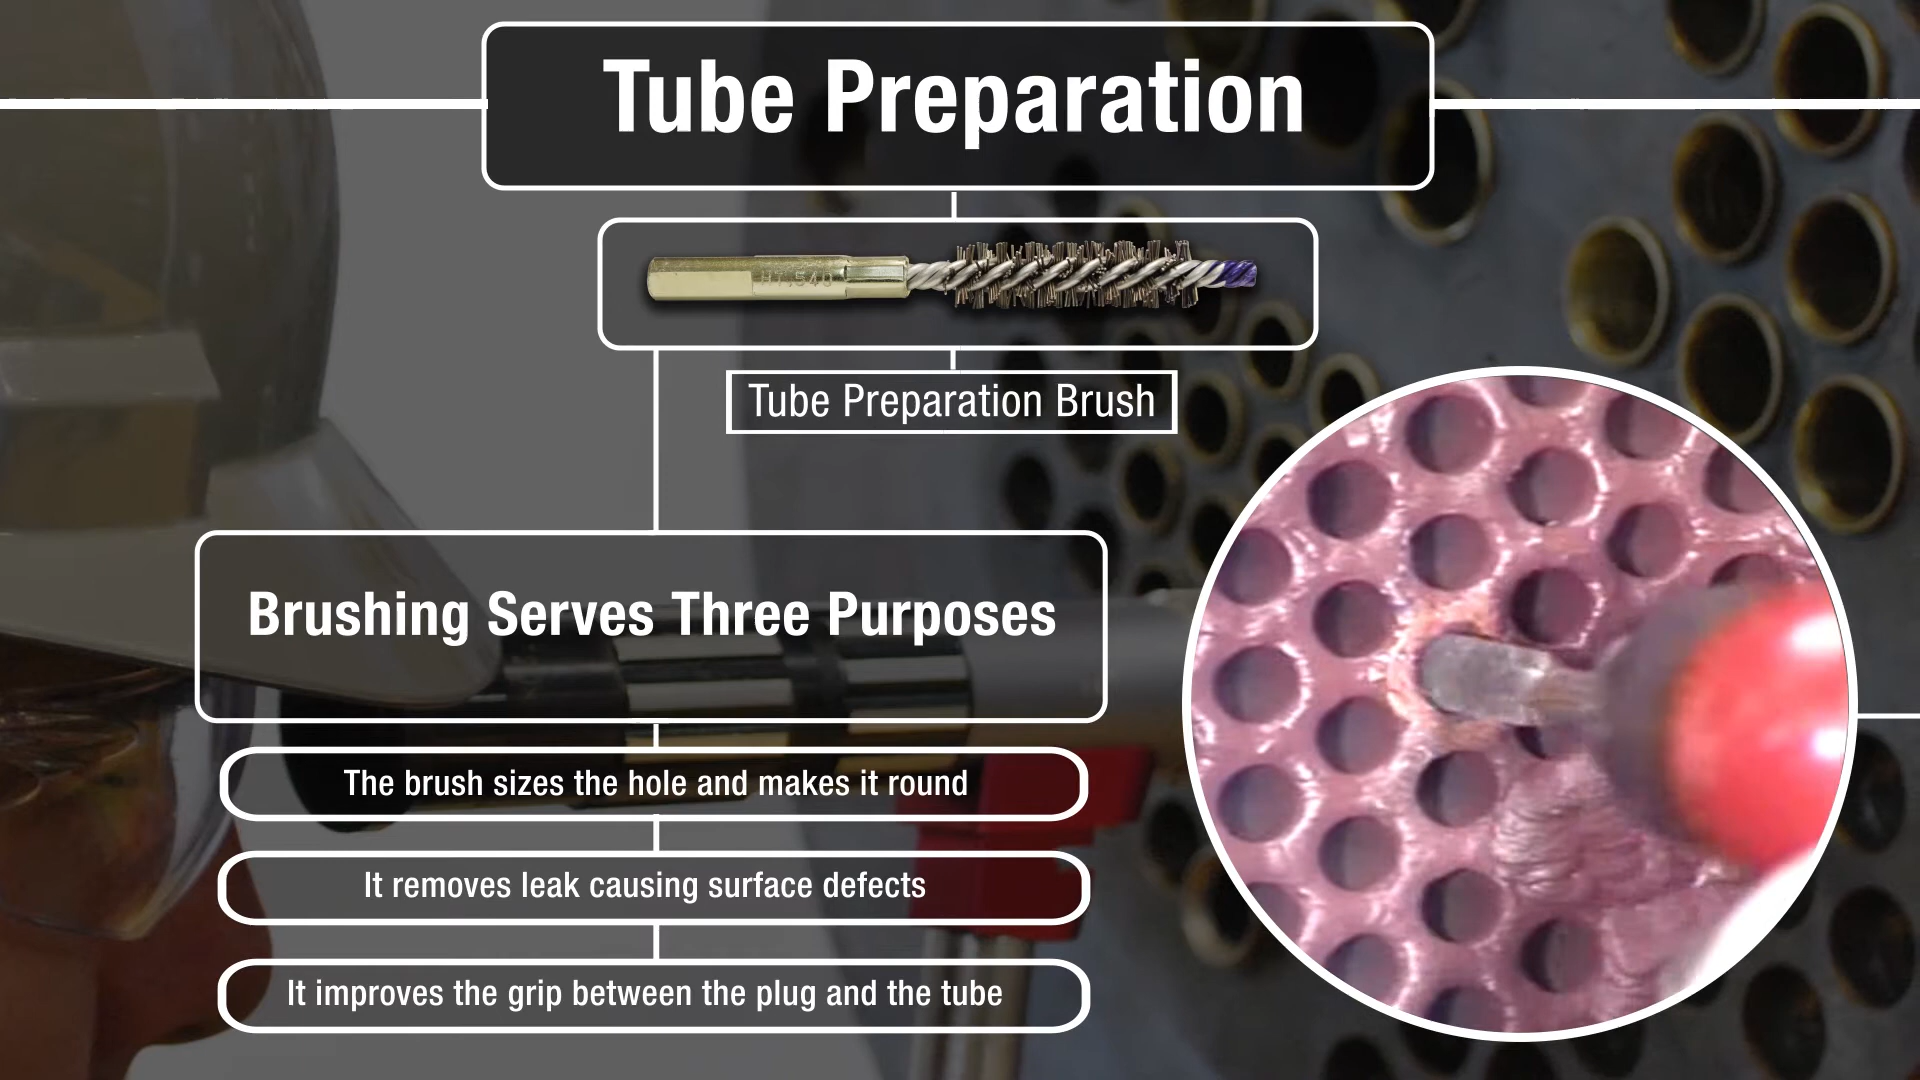 Tube Preparation
Tube Preparation Brush
Brushing Serves Three Purposes
The brush sizes the hole and makes it round
It removes leak causing surface defects
It improves the grip between the plug and the tube